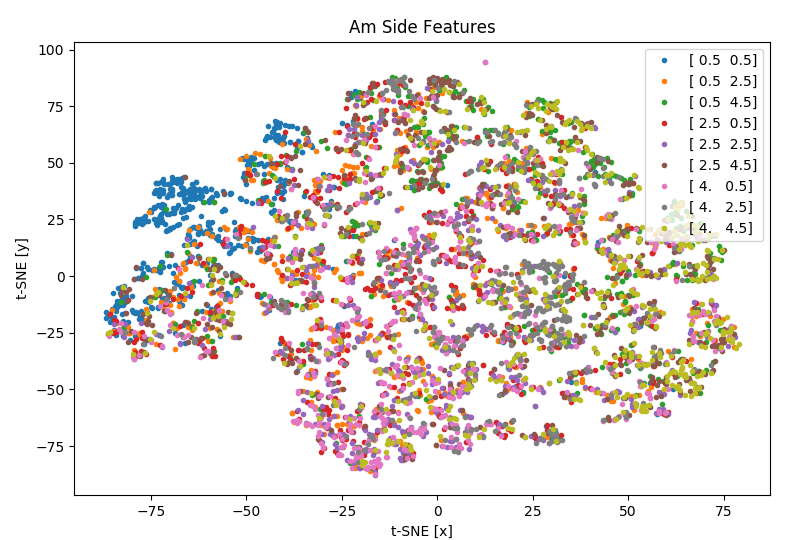 Am Side Features
100
75
50
25
0
−25
−50
−75
t-SNE [y]
[ 0.5 0.5]
[ 0.5 2.5]
[ 0.5 4.5]
[ 2.5 0.5]
[ 2.5 2.5]
[ 2.5 4.5]
[ 4. 0.5]
[ 4. 2.5]
[ 4. 4.5]
−75 −50 −25 0 25 50 75
t-SNE [x]